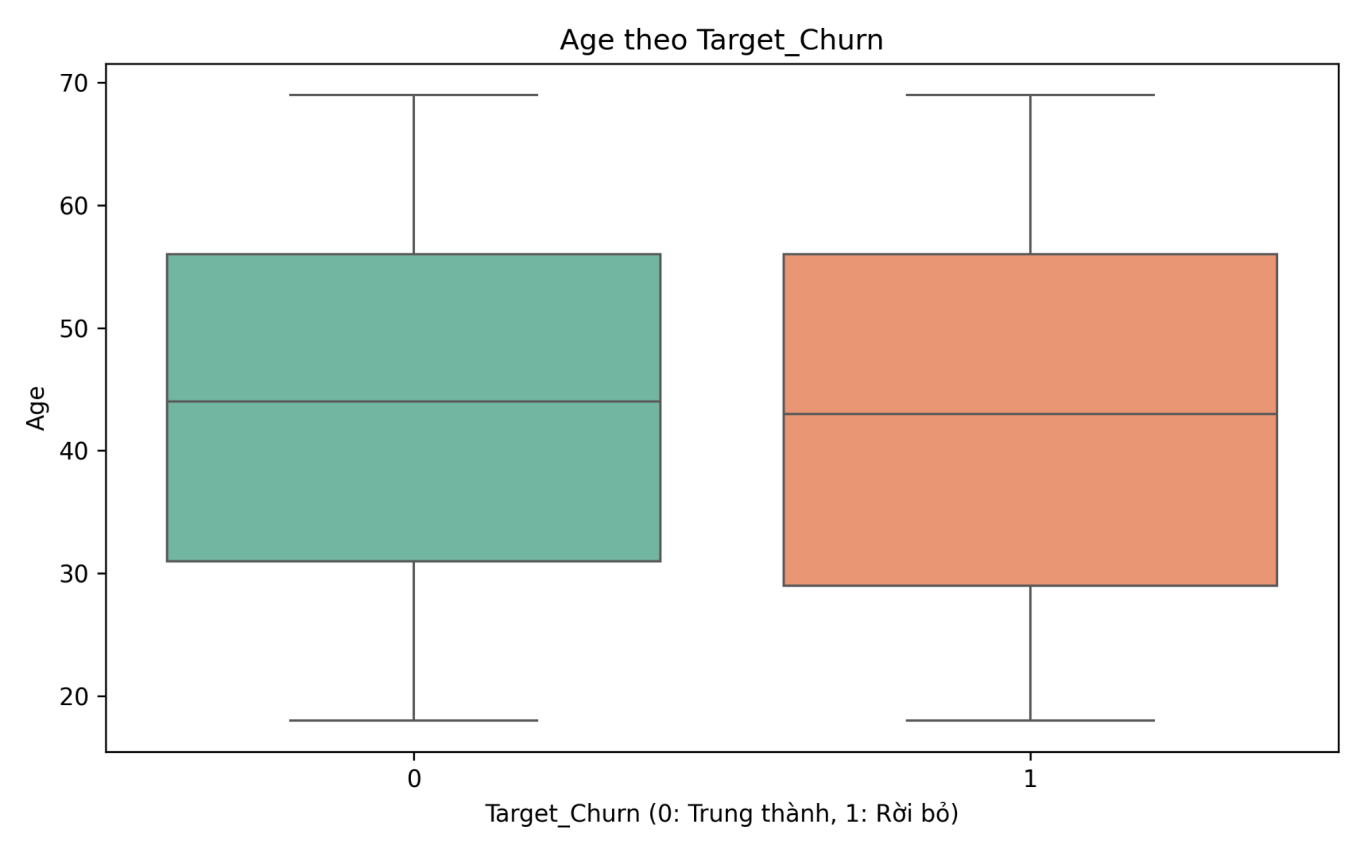 Age theo Target_Churn
70
60
50
40
30
20
Age
0
1
Target_Churn (0: Trung thành, 1: Rời bỏ)